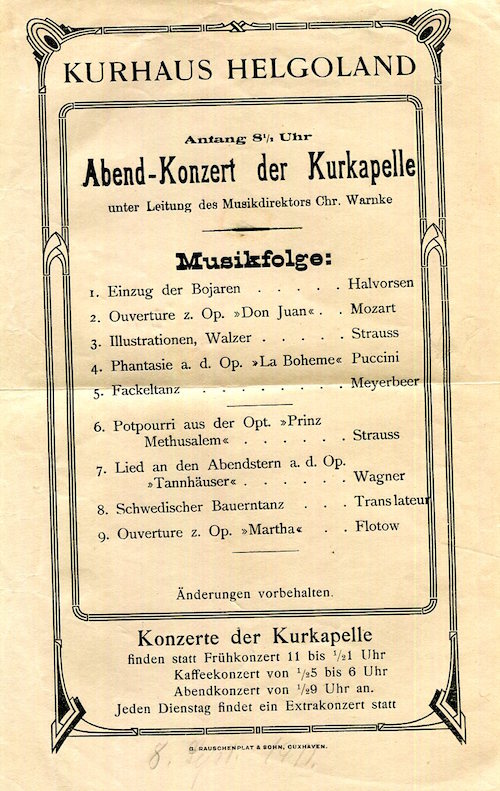 KURHAUS HELGOLAND
Anfang 8½ Uhr
Abend-Konzert der Kurkapelle
unter Leitung des Musikdirektors Chr. Warnke
Musikfolge:
1. Einzug der Bojaren . . . . . Halvorsen
2. Ouverture z. Op. »Don Juan« . . Mozart
3. Illustrationen, Walzer . . . . . Strauss
4. Phantasie a. d. Op. »La Boheme« Puccini
5. Fackeltanz . . . . . . . Meyerbeer
6. Potpourri aus der Opt. »Prinz
Methusalem« . . . . . . Strauss
7. Lied an den Abendstern a. d. Op.
»Tannhäuser« . . . . . . Wagner
8. Schwedischer Bauerntanz . . . Translateur
9. Ouverture z. Op. »Martha« . . Flotow
Änderungen vorbehalten.
Konzerte der Kurkapelle
finden statt Frühkonzert 11 bis ½1 Uhr
Kaffeekonzert von ½5 bis 6 Uhr
Abendkonzert von ½9 Uhr an.
Jeden Dienstag findet ein Extrakonzert statt
G. RAUSCHENPLAT & SOHN, CUXHAVEN.
8.